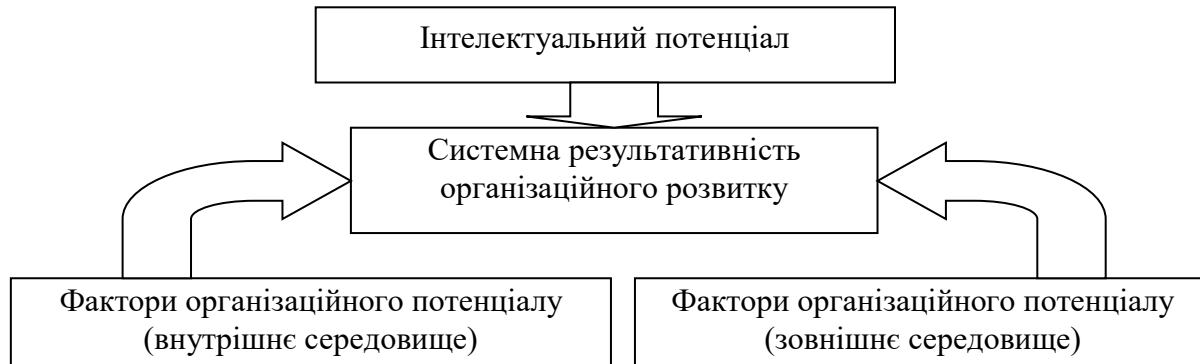 Інтелектуальний потенціал
Системна результативність
організаційного розвитку
Фактори організаційного потенціалу
(внутрішнє середовище)
Фактори організаційного потенціалу
(зовнішнє середовище)